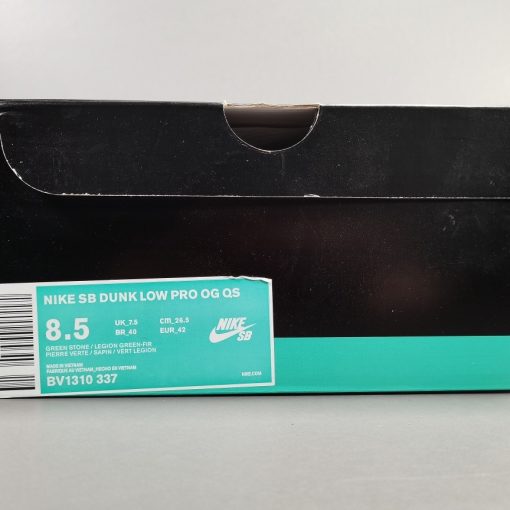 NIKE SB DUNK LOW PRO OG QS
8.5 UK_7.5 CM_26.5
BR_40 EUR_42
NIKE
SB
GREEN STONE / LEGION GREEN-FIR
PIERRE VERTE / SAPIN / VERT LEGION
MADE IN VIETNAM
FABRIQUE AU VIETNAM_HECHO EN VIETNAM
BV1310 337
NIKE.COM